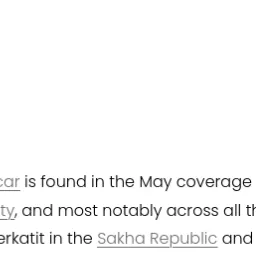 car is found in the May coverage
ty, and most notably across all th
erkatit in the Sakha Republic and